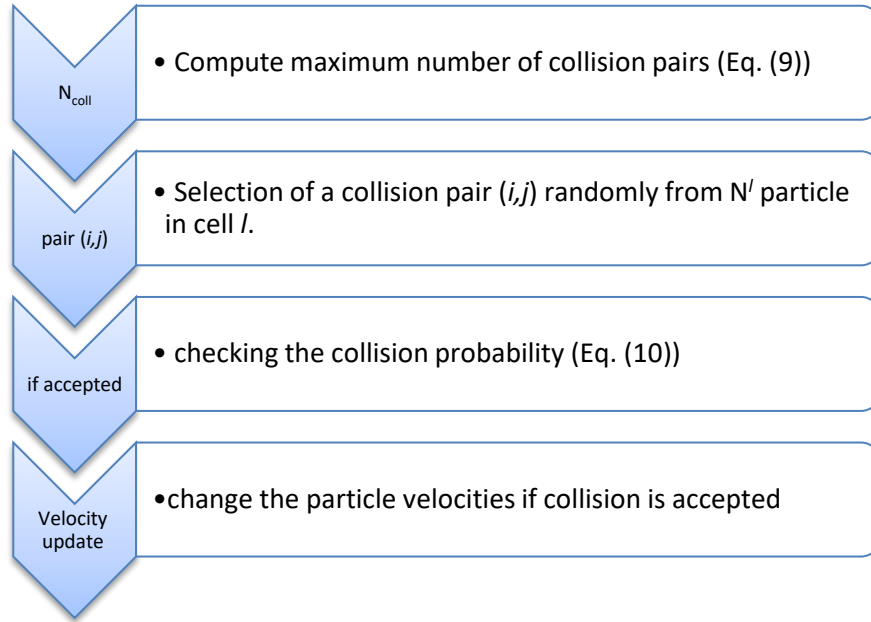 N_coll
• Compute maximum number of collision pairs (Eq. (9))
pair (i,j)
• Selection of a collision pair (i,j) randomly from N^l particle
in cell l.
if accepted
• checking the collision probability (Eq. (10))
Velocity
update
•change the particle velocities if collision is accepted